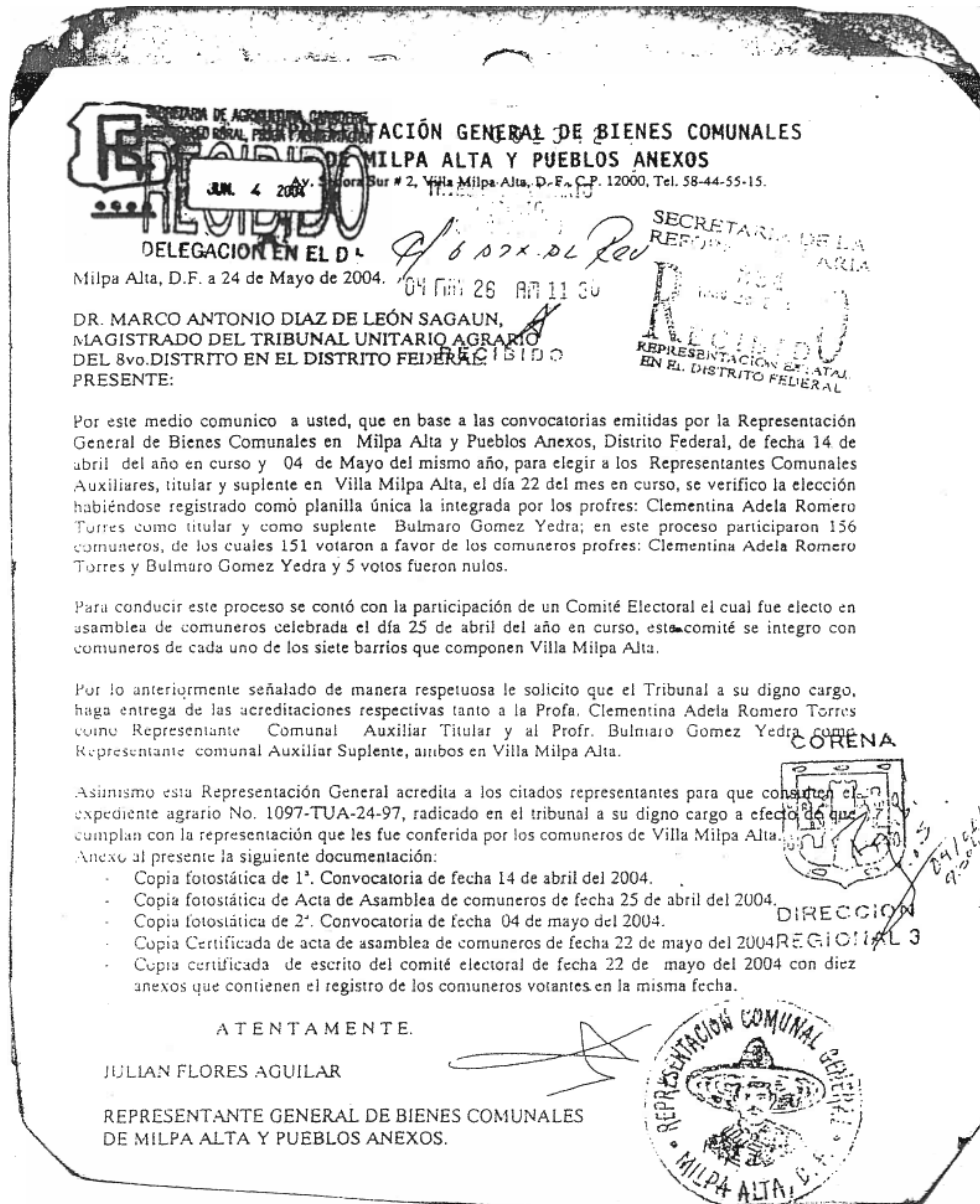 SECRETARIA DE AGRICULTURA, GANADERIA
RECIBIDO
JUN. 4 2004
DELEGACION EN EL D
TACIÓN GENERAL DE BIENES COMUNALES
DE MILPA ALTA Y PUEBLOS ANEXOS
Av. Sonora Sur # 2, Villa Milpa Alta, D.F. C.P. 12000, Tel. 58-44-55-15.
SECRETARIA DE LA
RECIBIDO
REPRESENTACIÓN ESTATAL
EN EL DISTRITO FEDERAL
Milpa Alta, D.F. a 24 de Mayo de 2004.
26 AM 11 30
RECIBIDO
DR. MARCO ANTONIO DIAZ DE LEÓN SAGAUN,
MAGISTRADO DEL TRIBUNAL UNITARIO AGRARIO
DEL 8vo.DISTRITO EN EL DISTRITO FEDERAL.
PRESENTE:
Por este medio comunico a usted, que en base a las convocatorias emitidas por la Representación
General de Bienes Comunales en Milpa Alta y Pueblos Anexos, Distrito Federal, de fecha 14 de
abril del año en curso y 04 de Mayo del mismo año, para elegir a los Representantes Comunales
Auxiliares, titular y suplente en Villa Milpa Alta, el día 22 del mes en curso, se verifico la elección
habiéndose registrado como planilla única la integrada por los profres: Clementina Adela Romero
Torres como titular y como suplente Bulmaro Gomez Yedra; en este proceso participaron 156
comuneros, de los cuales 151 votaron a favor de los comuneros profres: Clementina Adela Romero
Torres y Bulmaro Gomez Yedra y 5 votos fueron nulos.
Para conducir este proceso se contó con la participación de un Comité Electoral el cual fue electo en
asamblea de comuneros celebrada el día 25 de abril del año en curso, este comité se integro con
comuneros de cada uno de los siete barrios que componen Villa Milpa Alta.
Por lo anteriormente señalado de manera respetuosa le solicito que el Tribunal a su digno cargo,
haga entrega de las acreditaciones respectivas tanto a la Profa. Clementina Adela Romero Torres
como Representante Comunal Auxiliar Titular y al Profr. Bulmaro Gomez Yedra como
Representante comunal Auxiliar Suplente, ambos en Villa Milpa Alta.
CORENA
Asimismo esta Representación General acredita a los citados representantes para que consulten el
expediente agrario No. 1097-TUA-24-97, radicado en el tribunal a su digno cargo a efecto de que
cumplan con la representación que les fue conferida por los comuneros de Villa Milpa Alta.
Anexo al presente la siguiente documentación:
- Copia fotostática de 1ª. Convocatoria de fecha 14 de abril del 2004.
- Copia fotostática de Acta de Asamblea de comuneros de fecha 25 de abril del 2004.
- Copia fotostática de 2ª. Convocatoria de fecha 04 de mayo del 2004.
- Copia Certificada de acta de asamblea de comuneros de fecha 22 de mayo del 2004
- Copia certificada de escrito del comité electoral de fecha 22 de mayo del 2004 con diez
anexos que contienen el registro de los comuneros votantes en la misma fecha.
DIRECCION
REGIONAL 3
ATENTAMENTE.
JULIAN FLORES AGUILAR
REPRESENTANTE GENERAL DE BIENES COMUNALES
DE MILPA ALTA Y PUEBLOS ANEXOS.
REPRESENTACION COMUNAL GENERAL
MILPA ALTA, D.F.